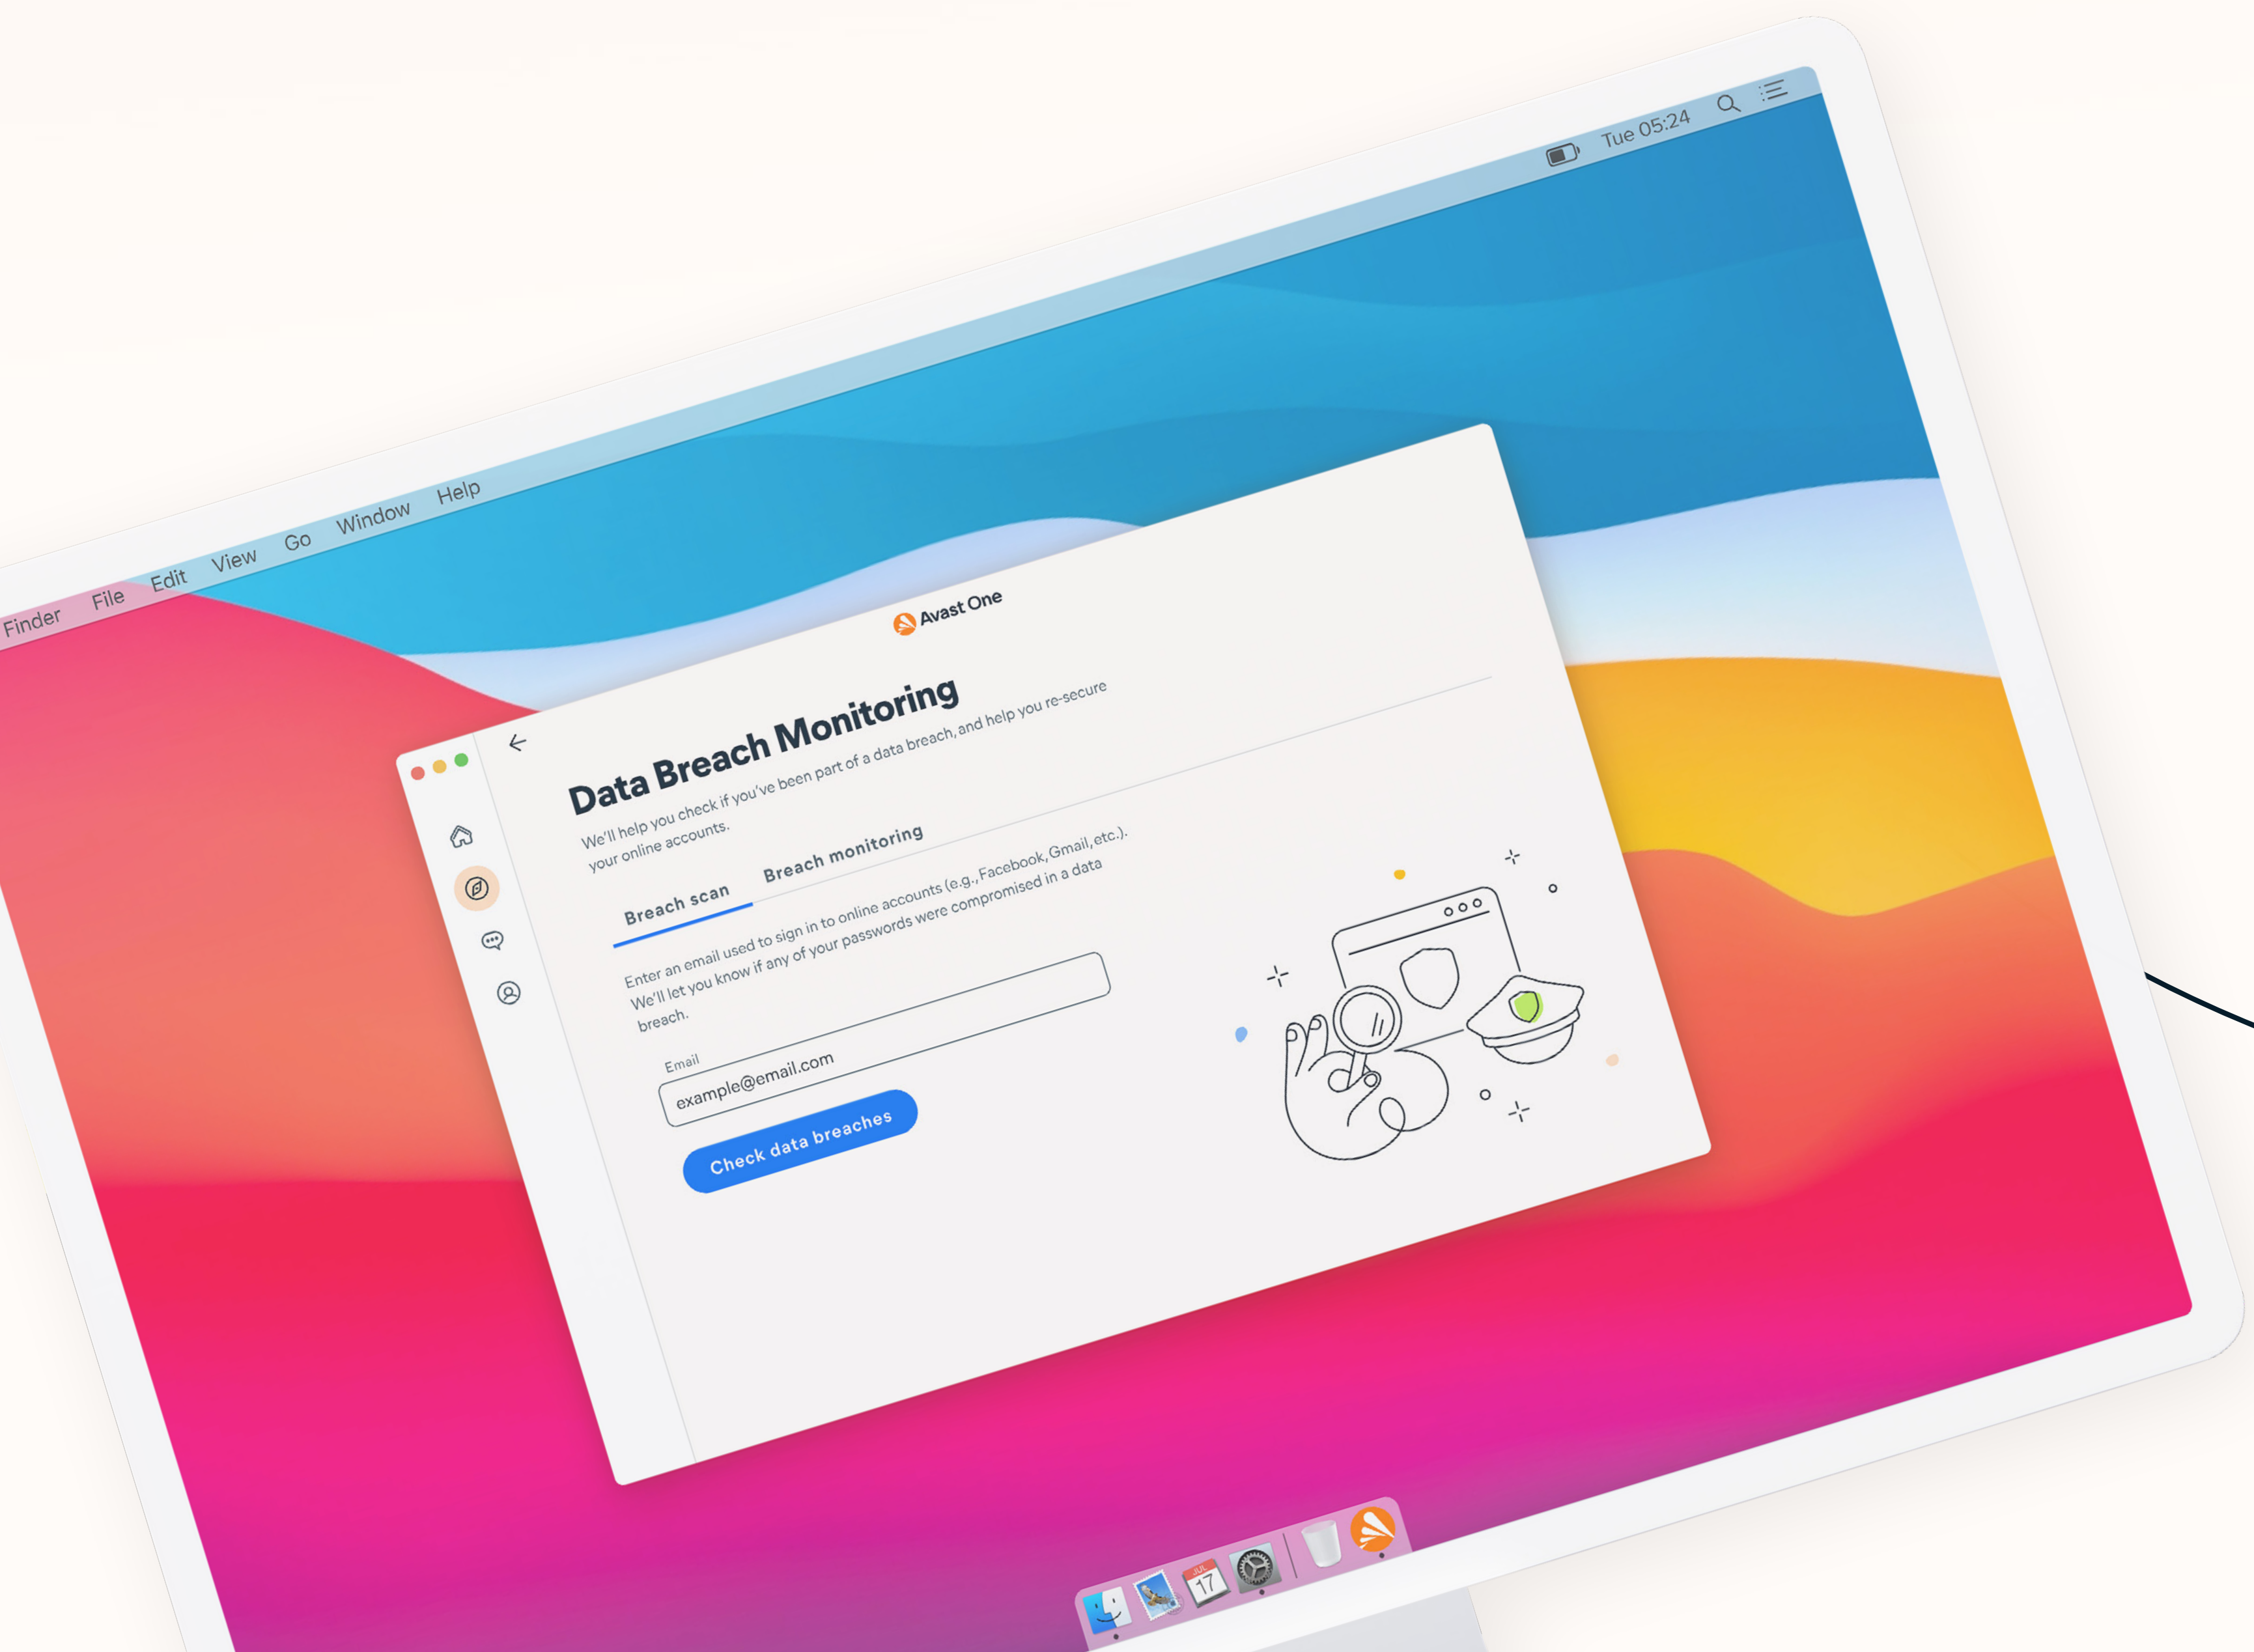 Finder File Edit View Go Window Help
Tue 05:24
Avast One
Data Breach Monitoring
We'll help you check if you've been part of a data breach, and help you re-secure
your online accounts.
Breach scan Breach monitoring
Enter an email used to sign in to online accounts (e.g., Facebook, Gmail, etc.).
We'll let you know if any of your passwords were compromised in a data
breach.
Email
example@email.com
Check data breaches
JUL
17